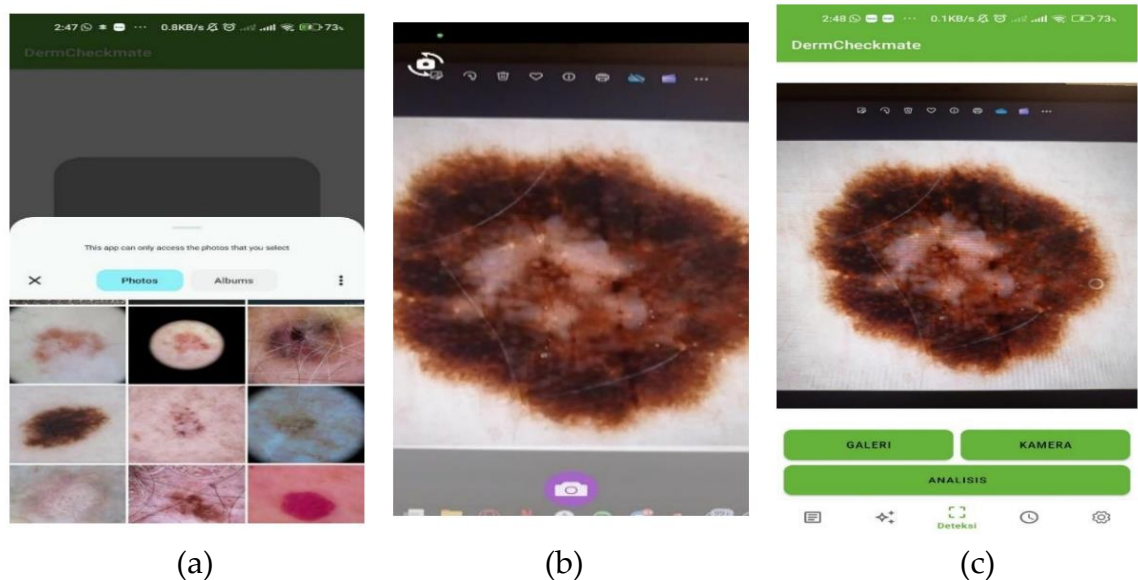 2:47 0.8KB/s 73%
DermCheckmate
This app can only access the photos that you select
Photos Albums
2:48 0.1KB/s 73%
DermCheckmate
GALERI KAMERA
ANALISIS
Deteksi
(a) (b) (c)